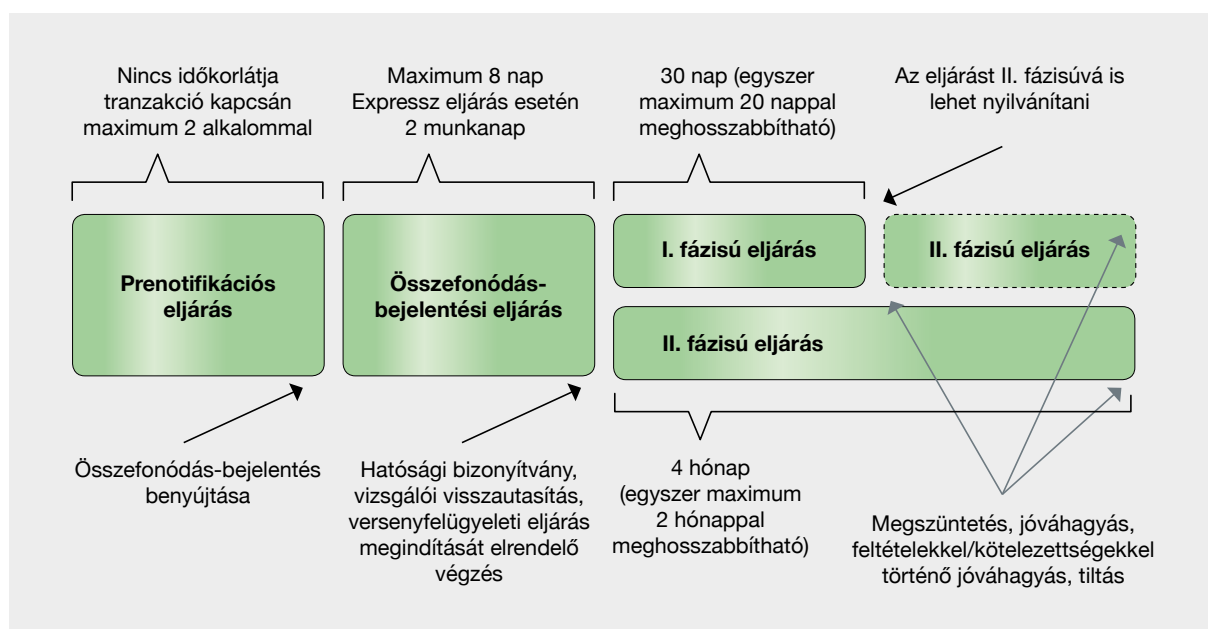 Nincs időkorlátja
tranzakció kapcsán
maximum 2 alkalommal
Maximum 8 nap
Expressz eljárás esetén
2 munkanap
30 nap (egyszer
maximum 20 nappal
meghosszabbítható)
Az eljárást II. fázisúvá is
lehet nyilvánítani
Prenotifikációs
eljárás
Összefonódás-
bejelentési eljárás
I. fázisú eljárás
II. fázisú eljárás
II. fázisú eljárás
Összefonódás-bejelentés
benyújtása
Hatósági bizonyítvány,
vizsgálói visszautasítás,
versenyfelügyeleti eljárás
megindítását elrendelő
végzés
4 hónap
(egyszer maximum
2 hónappal
meghosszabbítható)
Megszüntetés, jóváhagyás,
feltételekkel/kötelezettségekkel
történő jóváhagyás, tiltás